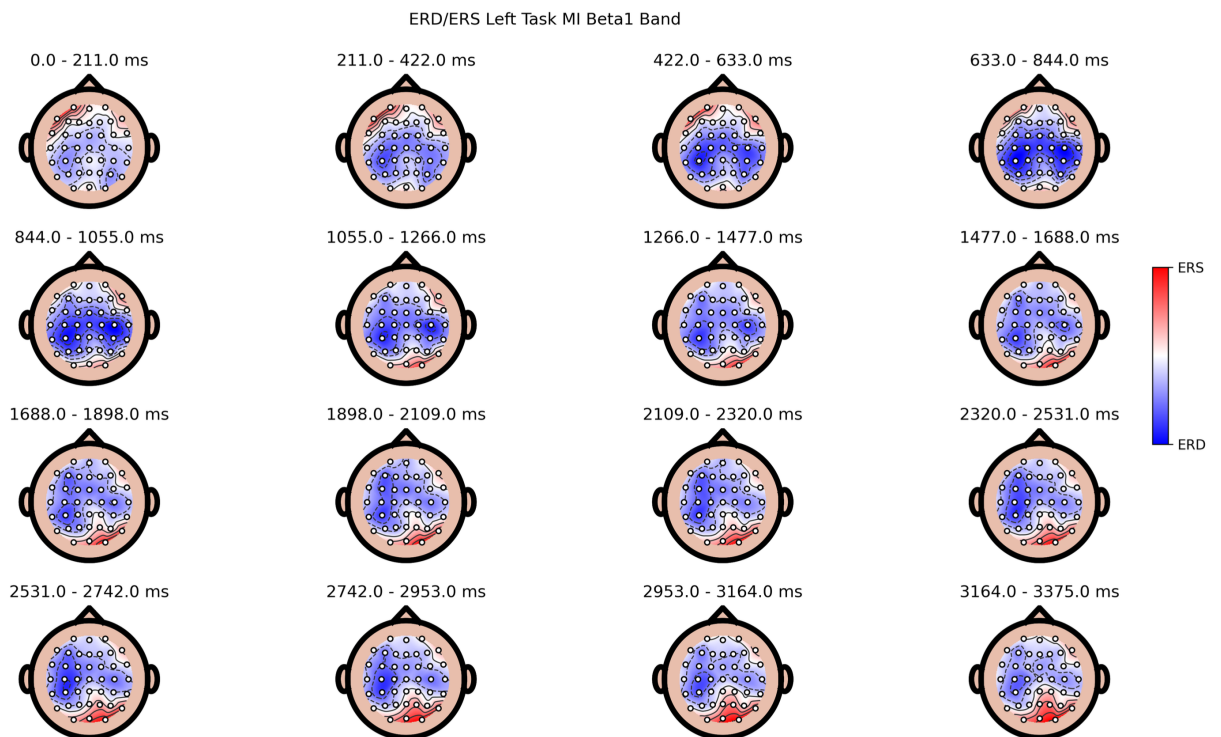 ERD/ERS Left Task MI Beta1 Band
0.0 - 211.0 ms
211.0 - 422.0 ms
422.0 - 633.0 ms
633.0 - 844.0 ms
844.0 - 1055.0 ms
1055.0 - 1266.0 ms
1266.0 - 1477.0 ms
1477.0 - 1688.0 ms
ERS
ERD
1688.0 - 1898.0 ms
1898.0 - 2109.0 ms
2109.0 - 2320.0 ms
2320.0 - 2531.0 ms
2531.0 - 2742.0 ms
2742.0 - 2953.0 ms
2953.0 - 3164.0 ms
3164.0 - 3375.0 ms